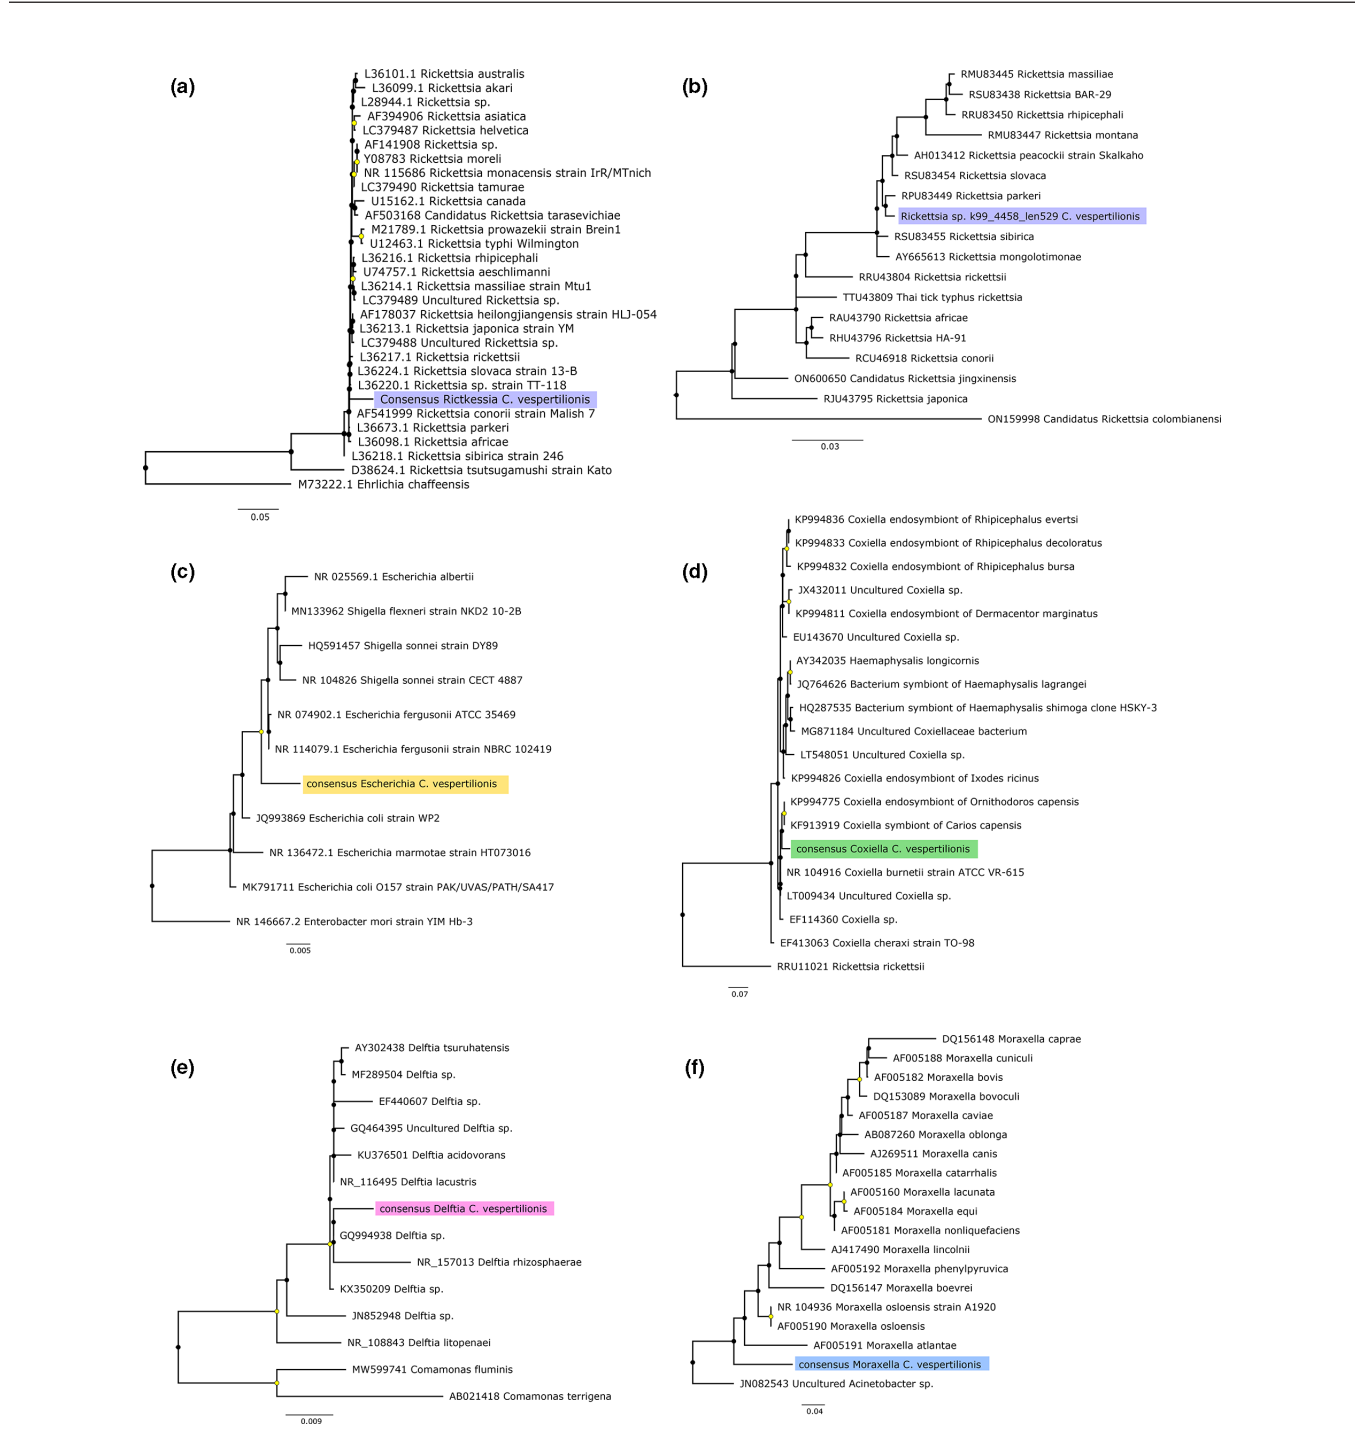 (a)
L36101.1 Rickettsia australis
L36099.1 Rickettsia akari
L28944.1 Rickettsia sp.
AF394906 Rickettsia asiatica
LC379487 Rickettsia helvetica
AF141908 Rickettsia sp.
Y08783 Rickettsia moreli
NR 115686 Rickettsia monacensis strain IrR/MTnich
LC379490 Rickettsia tamurae
U15162.1 Rickettsia canada
AF503168 Candidatus Rickettsia tarasevichiae
M21789.1 Rickettsia prowazekii strain Brein1
U12463.1 Rickettsia typhi Wilmington
L36216.1 Rickettsia rhipicephali
U74757.1 Rickettsia aeschlimanni
L36214.1 Rickettsia massiliae strain Mtu1
LC379489 Uncultured Rickettsia sp.
AF178037 Rickettsia heilongjiangensis strain HLJ-054
L36213.1 Rickettsia japonica strain YM
LC379488 Uncultured Rickettsia sp.
L36217.1 Rickettsia rickettsii
L36224.1 Rickettsia slovaca strain 13-B
L36220.1 Rickettsia sp. strain TT-118
Consensus Rictkessia C. vespertilionis
AF541999 Rickettsia conorii strain Malish 7
L36673.1 Rickettsia parkeri
L36098.1 Rickettsia africae
L36218.1 Rickettsia sibirica strain 246
D38624.1 Rickettsia tsutsugamushi strain Kato
M73222.1 Ehrlichia chaffeensis
0.05
(b)
RMU83445 Rickettsia massiliae
RSU83438 Rickettsia BAR-29
RRU83450 Rickettsia rhipicephali
RMU83447 Rickettsia montana
AH013412 Rickettsia peacockii strain Skalkaho
RSU83454 Rickettsia slovaca
RPU83449 Rickettsia parkeri
Rickettsia sp. k99_4458_len529 C. vespertilionis
RSU83455 Rickettsia sibirica
AY665613 Rickettsia mongolotimonae
RRU43804 Rickettsia rickettsii
TTU43809 Thai tick typhus rickettsia
RAU43790 Rickettsia africae
RHU43796 Rickettsia HA-91
RCU46918 Rickettsia conorii
ON600650 Candidatus Rickettsia jingxinensis
RJU43795 Rickettsia japonica
ON159998 Candidatus Rickettsia colombianensi
0.03
(c)
NR 025569.1 Escherichia albertii
MN133962 Shigella flexneri strain NKD2 10-2B
HQ591457 Shigella sonnei strain DY89
NR 104826 Shigella sonnei strain CECT 4887
NR 074902.1 Escherichia fergusonii ATCC 35469
NR 114079.1 Escherichia fergusonii strain NBRC 102419
consensus Escherichia C. vespertilionis
JQ993869 Escherichia coli strain WP2
NR 136472.1 Escherichia marmotae strain HT073016
MK791711 Escherichia coli O157 strain PAK/UVAS/PATH/SA417
NR 146667.2 Enterobacter mori strain YIM Hb-3
0.005
(d)
KP994836 Coxiella endosymbiont of Rhipicephalus evertsi
KP994833 Coxiella endosymbiont of Rhipicephalus decoloratus
KP994832 Coxiella endosymbiont of Rhipicephalus bursa
JX432011 Uncultured Coxiella sp.
KP994811 Coxiella endosymbiont of Dermacentor marginatus
EU143670 Uncultured Coxiella sp.
AY342035 Haemaphysalis longicornis
JQ764626 Bacterium symbiont of Haemaphysalis lagrangei
HQ287535 Bacterium symbiont of Haemaphysalis shimoga clone HSKY-3
MG871184 Uncultured Coxiellaceae bacterium
LT548051 Uncultured Coxiella sp.
KP994826 Coxiella endosymbiont of Ixodes ricinus
KP994775 Coxiella endosymbiont of Ornithodoros capensis
KF913919 Coxiella symbiont of Carios capensis
consensus Coxiella C. vespertilionis
NR 104916 Coxiella burnetii strain ATCC VR-615
LT009434 Uncultured Coxiella sp.
EF114360 Coxiella sp.
EF413063 Coxiella cheraxi strain TO-98
RRU11021 Rickettsia rickettsii
0.07
(e)
AY302438 Delftia tsuruhatensis
MF289504 Delftia sp.
EF440607 Delftia sp.
GQ464395 Uncultured Delftia sp.
KU376501 Delftia acidovorans
NR_116495 Delftia lacustris
consensus Delftia C. vespertilionis
GQ994938 Delftia sp.
NR_157013 Delftia rhizosphaerae
KX350209 Delftia sp.
JN852948 Delftia sp.
NR_108843 Delftia litopenaei
MW599741 Comamonas fluminis
AB021418 Comamonas terrigena
0.009
(f)
DQ156148 Moraxella caprae
AF005188 Moraxella cuniculi
AF005182 Moraxella bovis
DQ153089 Moraxella bovoculi
AF005187 Moraxella caviae
AB087260 Moraxella oblonga
AJ269511 Moraxella canis
AF005185 Moraxella catarrhalis
AF005160 Moraxella lacunata
AF005184 Moraxella equi
AF005181 Moraxella nonliquefaciens
AJ417490 Moraxella lincolnii
AF005192 Moraxella phenylpyruvica
DQ156147 Moraxella boevrei
NR 104936 Moraxella osloensis strain A1920
AF005190 Moraxella osloensis
AF005191 Moraxella atlantae
consensus Moraxella C. vespertilionis
JN082543 Uncultured Acinetobacter sp.
0.04